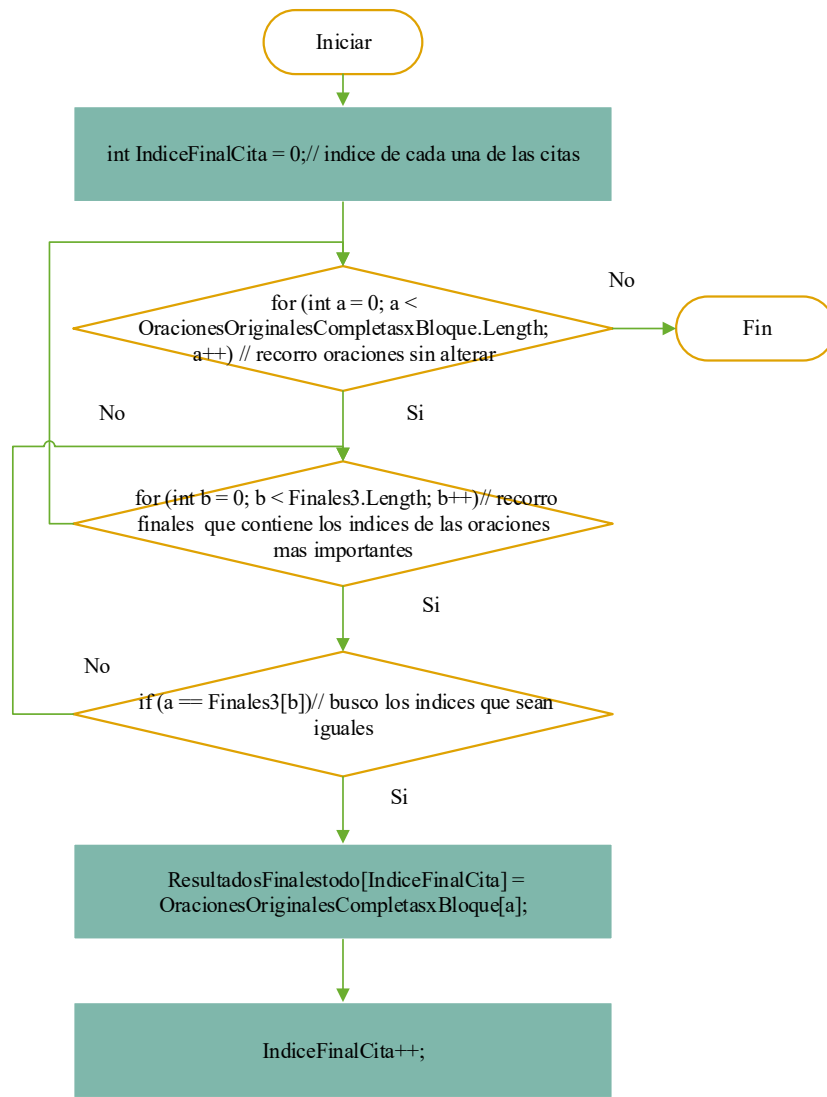 Iniciar
int IndiceFinalCita = 0;// indice de cada una de las citas
No
for (int a = 0; a <
OracionesOriginalesCompletasxBloque.Length;
a++) // recorro oraciones sin alterar
Fin
No
Si
for (int b = 0; b < Finales3.Length; b++)// recorro
finales que contiene los indices de las oraciones
mas importantes
Si
No
if (a == Finales3[b])// busco los indices que sean
iguales
Si
ResultadosFinalestodo[IndiceFinalCita] =
OracionesOriginalesCompletasxBloque[a];
IndiceFinalCita++;